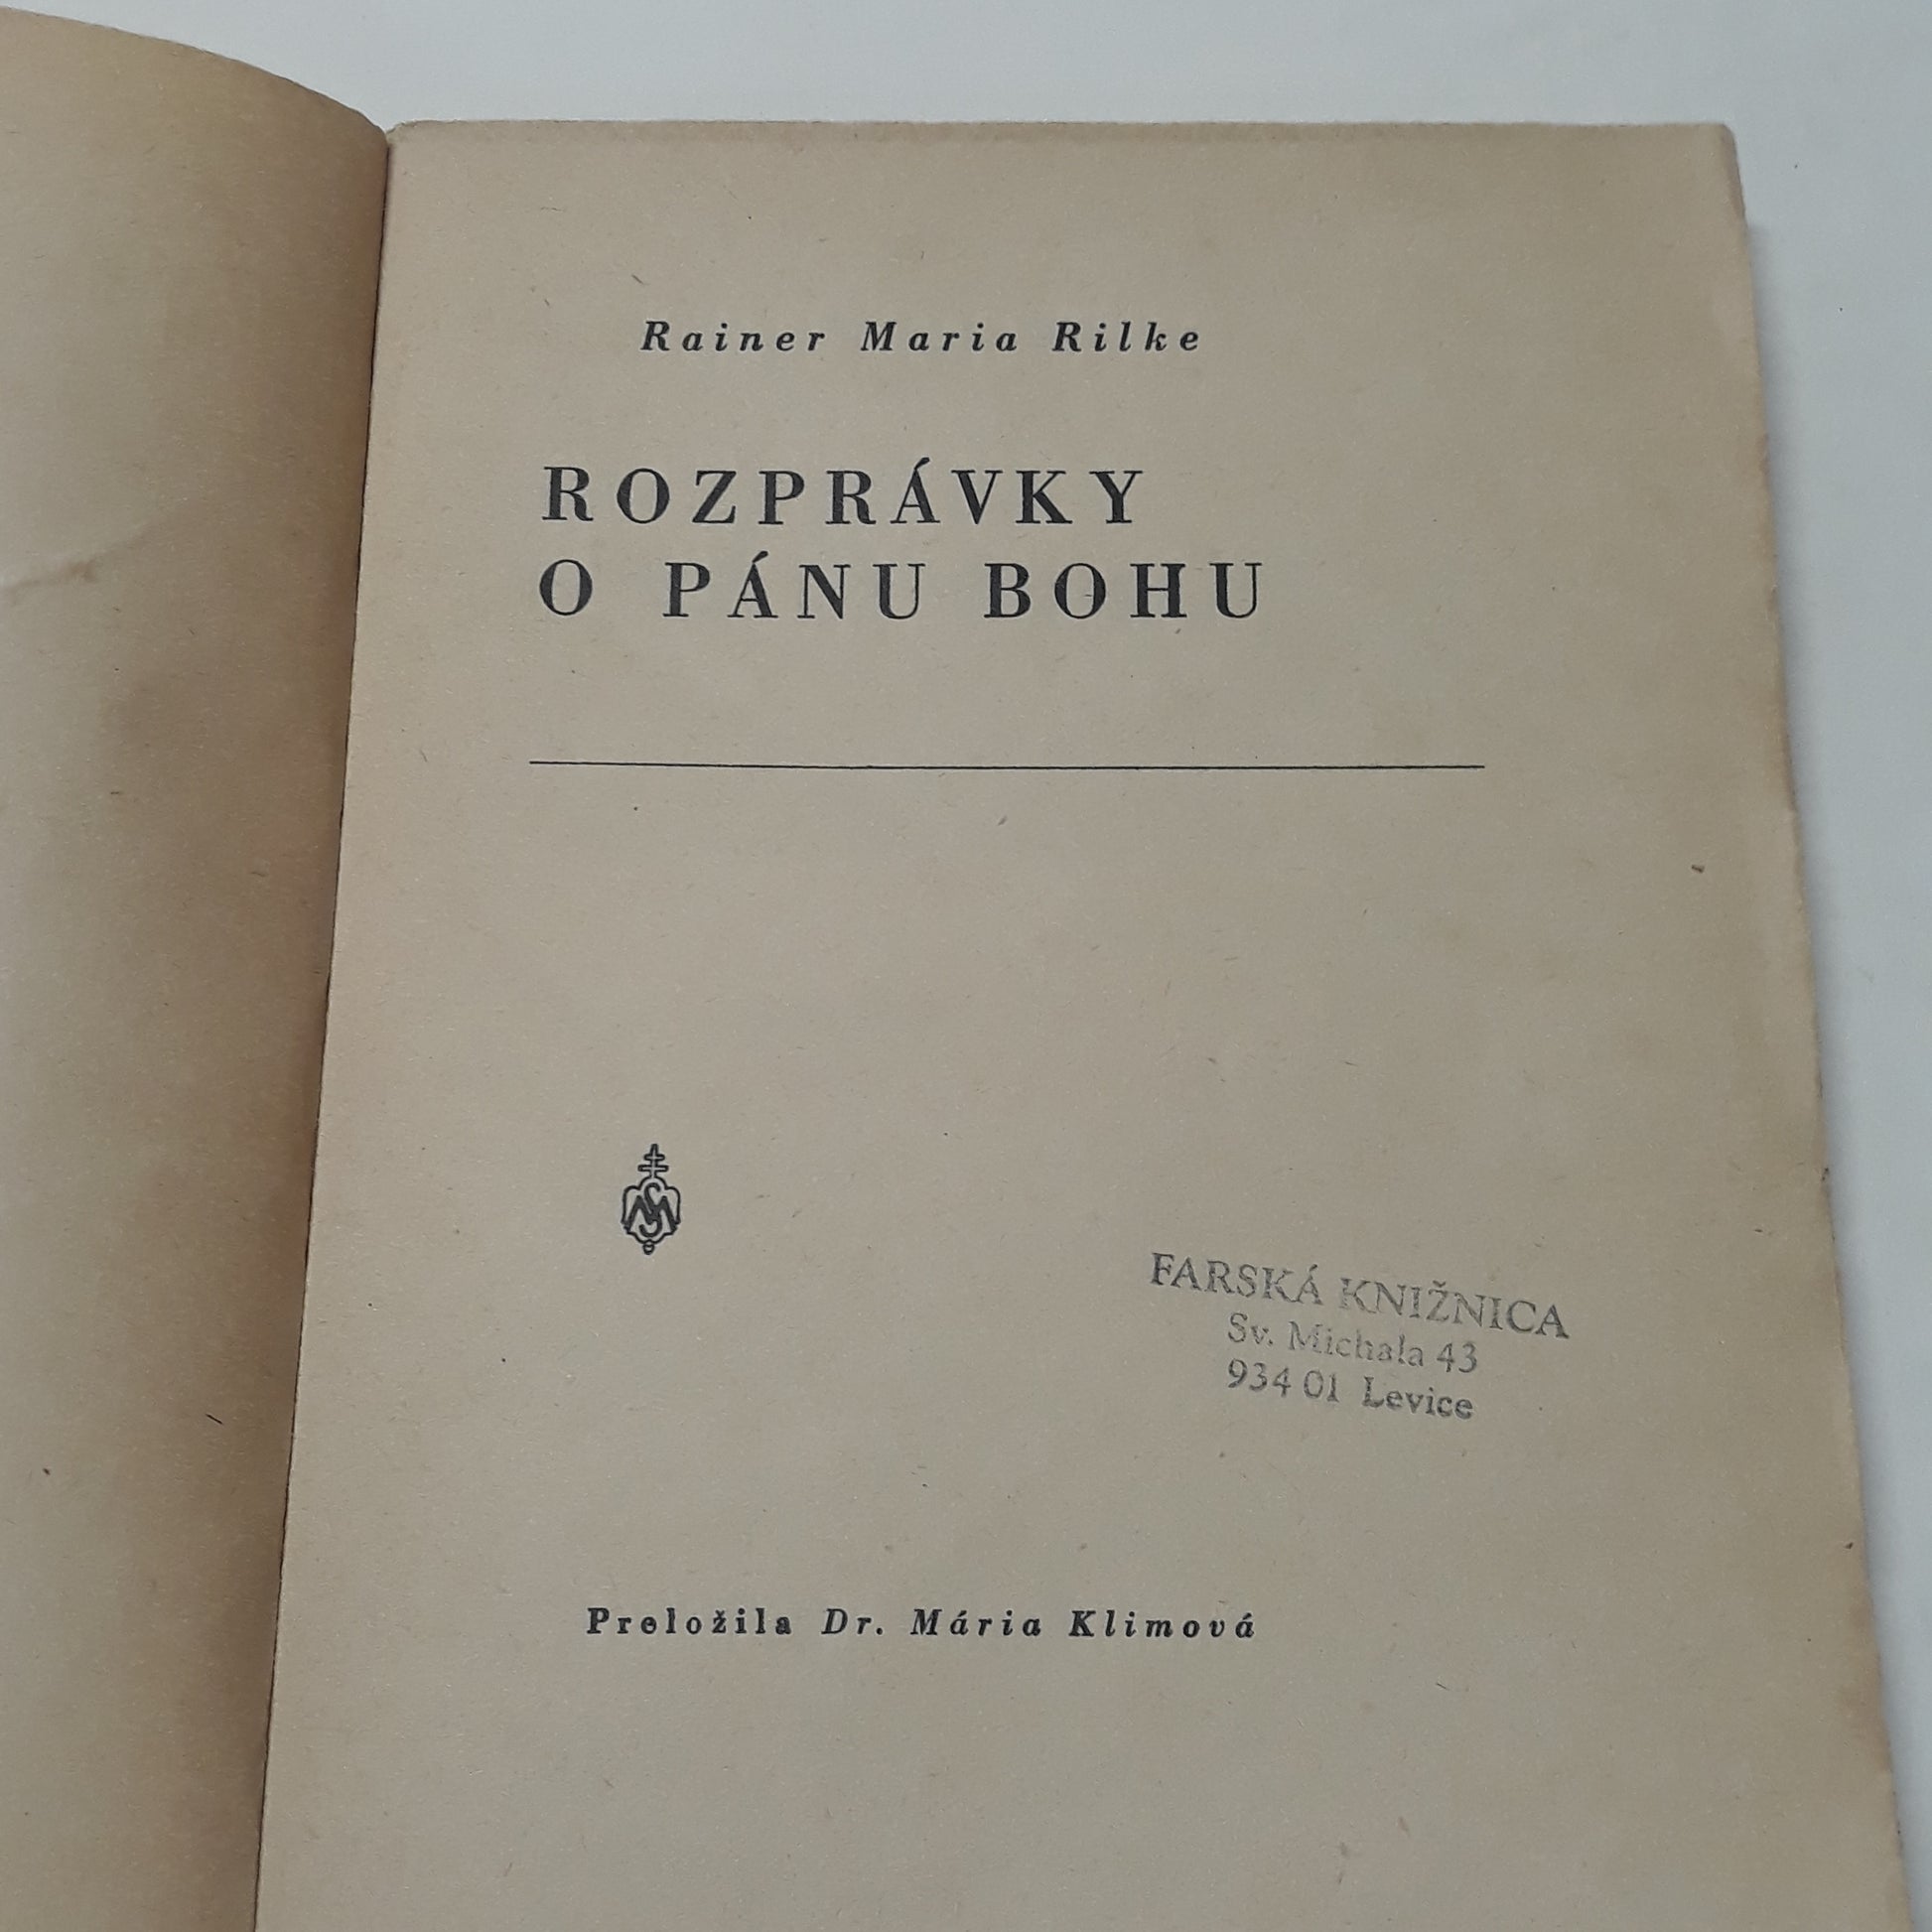 Rainer Maria Rilke
ROZPRÁVKY
O PÁNU BOHU
FARSKÁ KNIŽNICA
Sv. Michala 43
934 01 Levice
Preložila Dr. Mária Klimová